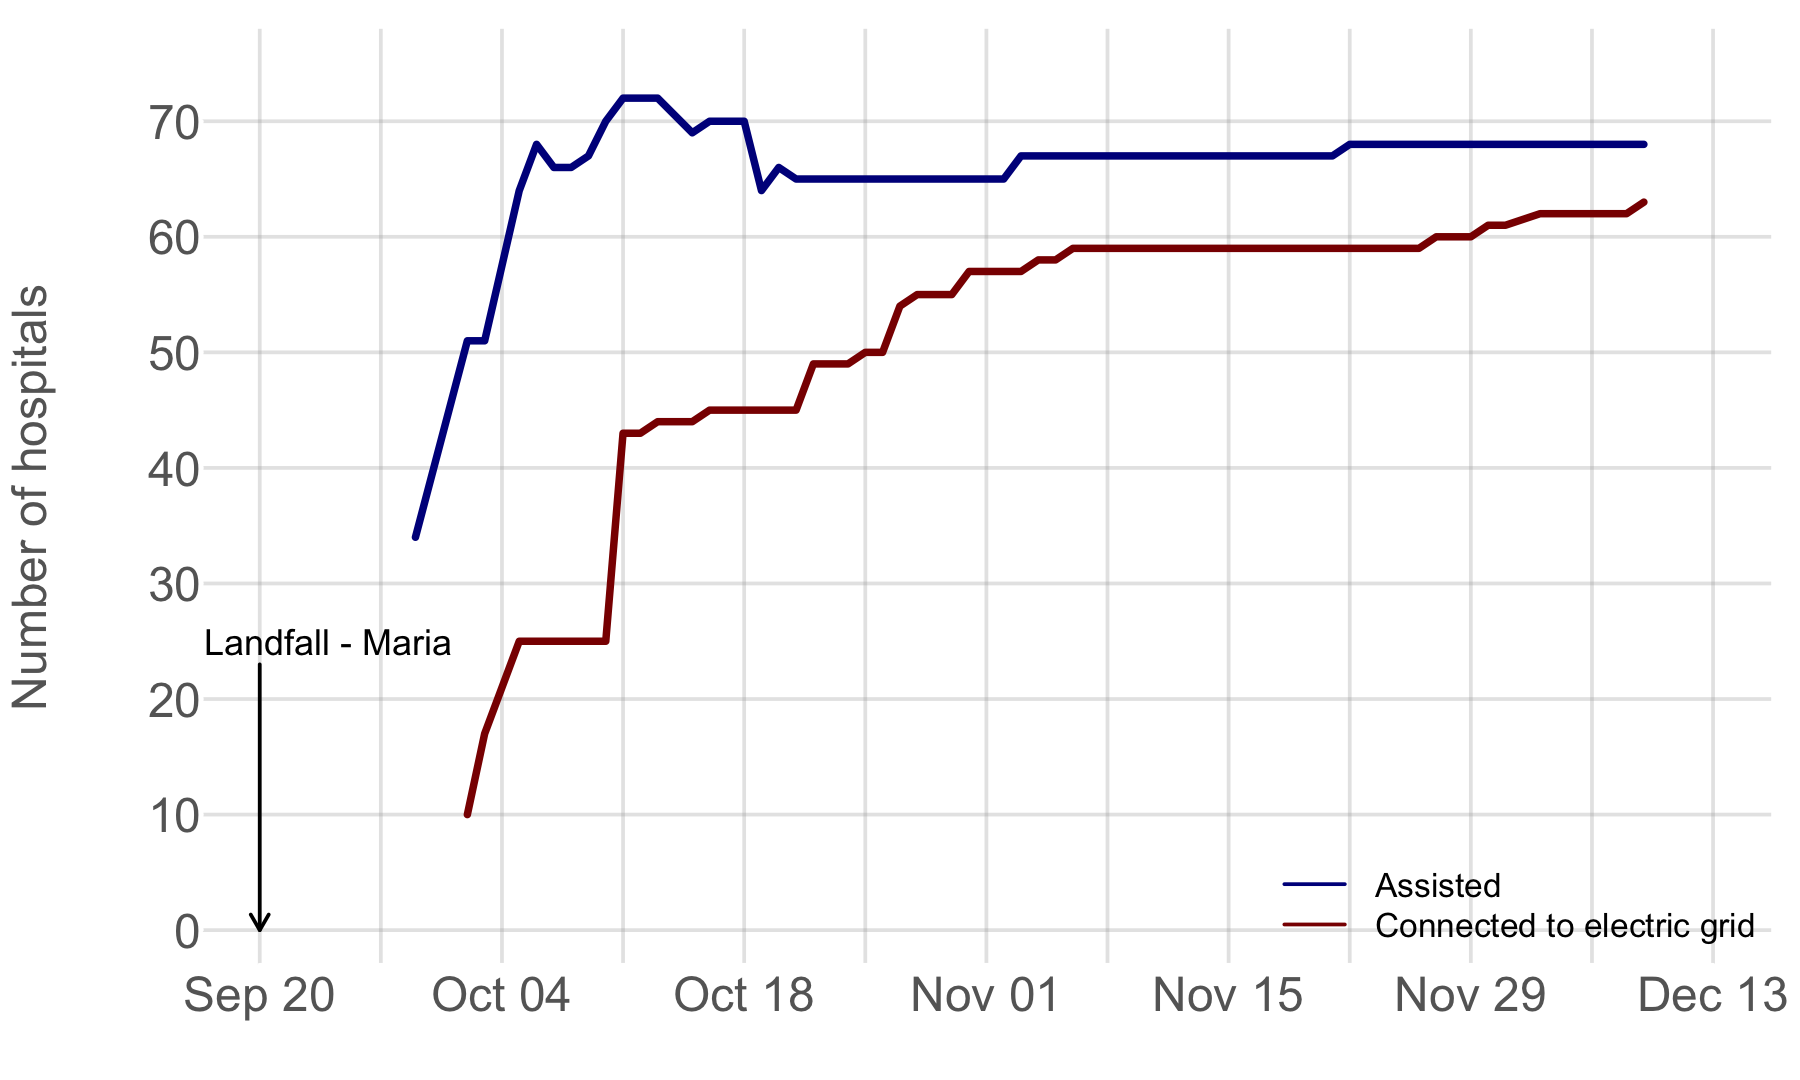 Number of hospitals
70
60
50
40
30
20
10
0
Landfall - Maria
Assisted
Connected to electric grid
Sep 20 Oct 04 Oct 18 Nov 01 Nov 15 Nov 29 Dec 13